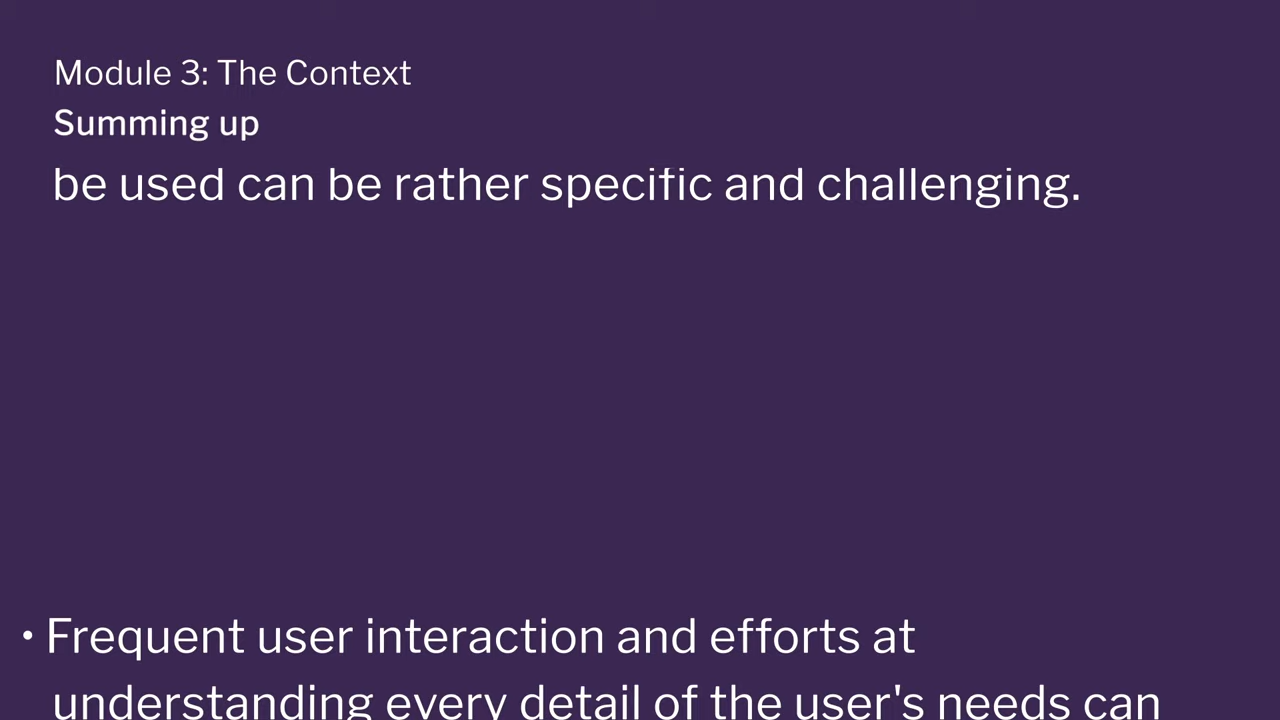 Module 3: The Context
Summing up
be used can be rather specific and challenging.
• Frequent user interaction and efforts at
understanding every detail of the user's needs can